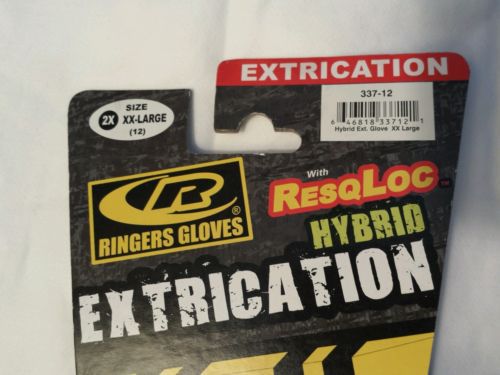 EXTRICATION
337-12
6 46818 33712 1
Hybrid Ext. Glove XX Large
2X
SIZE
XX-LARGE
(12)
R
®
RINGERS GLOVES
With
RESQLOC™
HYBRID
EXTRICATION